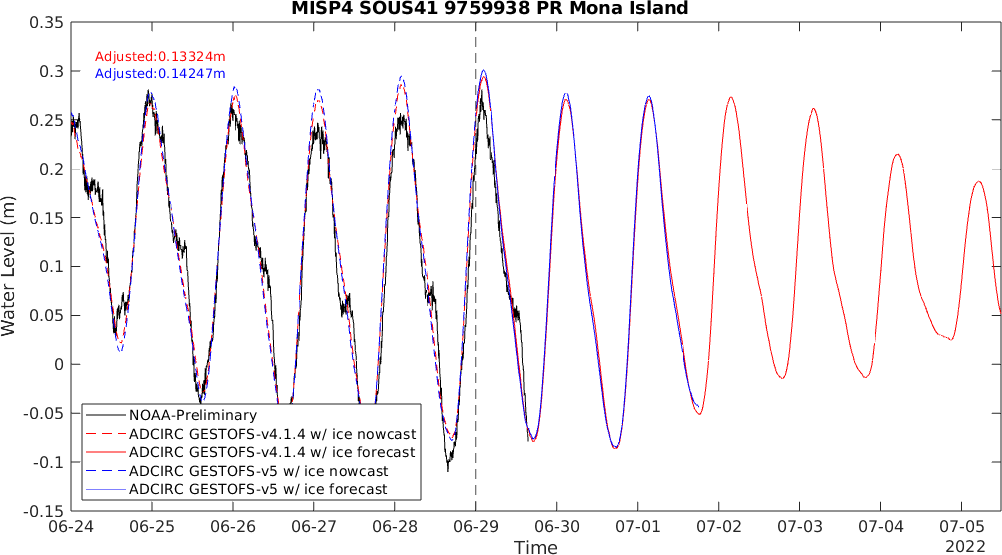 MISP4 SOUS41 9759938 PR Mona Island
Adjusted:0.13324m
Adjusted:0.14247m
0.35
0.3
0.25
0.2
0.15
0.1
0.05
0
-0.05
-0.1
-0.15
Water Level (m)
NOAA-Preliminary
ADCIRC GESTOFS-v4.1.4 w/ ice nowcast
ADCIRC GESTOFS-v4.1.4 w/ ice forecast
ADCIRC GESTOFS-v5 w/ ice nowcast
ADCIRC GESTOFS-v5 w/ ice forecast
06-24 06-25 06-26 06-27 06-28 06-29 06-30 07-01 07-02 07-03 07-04 07-05
Time
2022